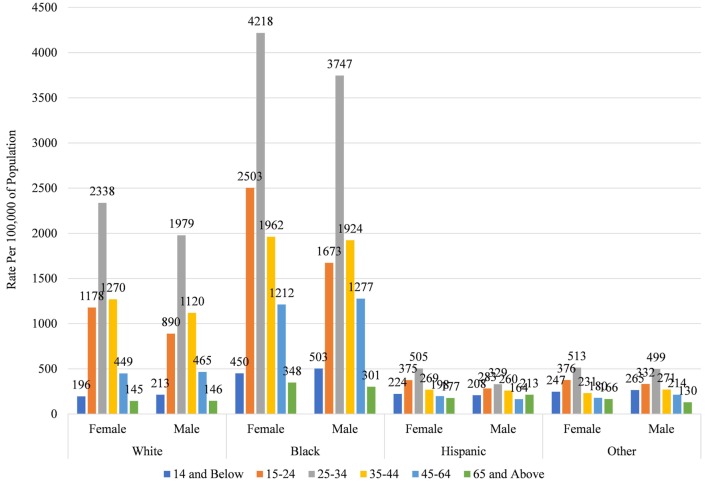 Rate Per 100,000 of Population
4500
4000
3500
3000
2500
2000
1500
1000
500
0
196 1178 2338 1270 449 145
213 890 1979 1120 465 146
450 2503 4218 1962 1212 348
503 1673 3747 1924 1277 301
224 375 505 269 198 177
208 283 329 260 164 213
247 376 513 231 180 166
265 332 499 271 214 130
Female Male Female Male Female Male Female Male
White Black Hispanic Other
14 and Below 15-24 25-34 35-44 45-64 65 and Above